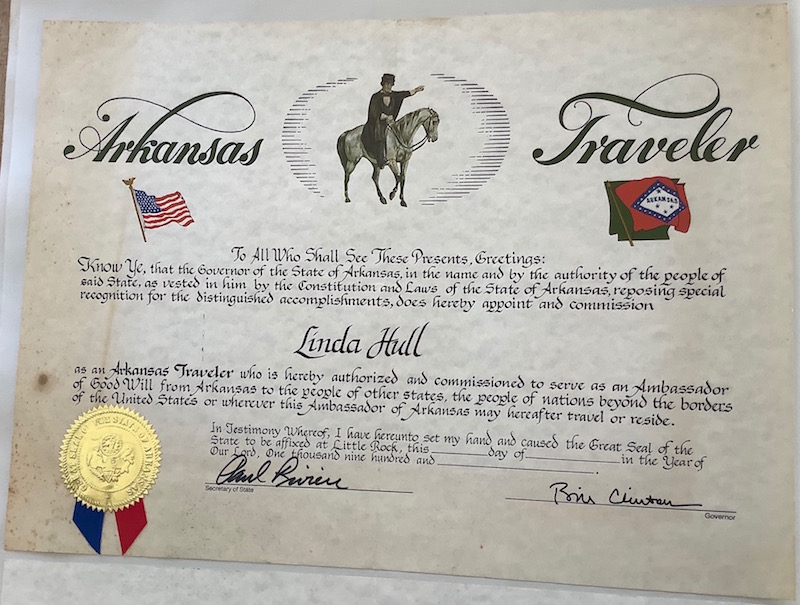 Arkansas Traveler
ARKANSAS
To All Who Shall See These Presents, Greetings:
Know Ye, that the Governor of the State of Arkansas, in the name and by the authority of the people of
said State, as vested in him by the Constitution and Laws of the State of Arkansas, reposing special
recognition for the distinguished accomplishments, does hereby appoint and commission
Linda Hull
as an Arkansas Traveler who is hereby authorized and commissioned to serve as an Ambassador
of Good Will from Arkansas to the people of other states, the people of nations beyond the borders
of the United States or wherever this Ambassador of Arkansas may hereafter travel or reside.
In Testimony Whereof, I have hereunto set my hand and caused the Great Seal of the
State to be affixed at Little Rock, this day of in the Year of
Our Lord, One thousand nine hundred and .
Paul Riviere
Secretary of State
Bill Clinton
Governor